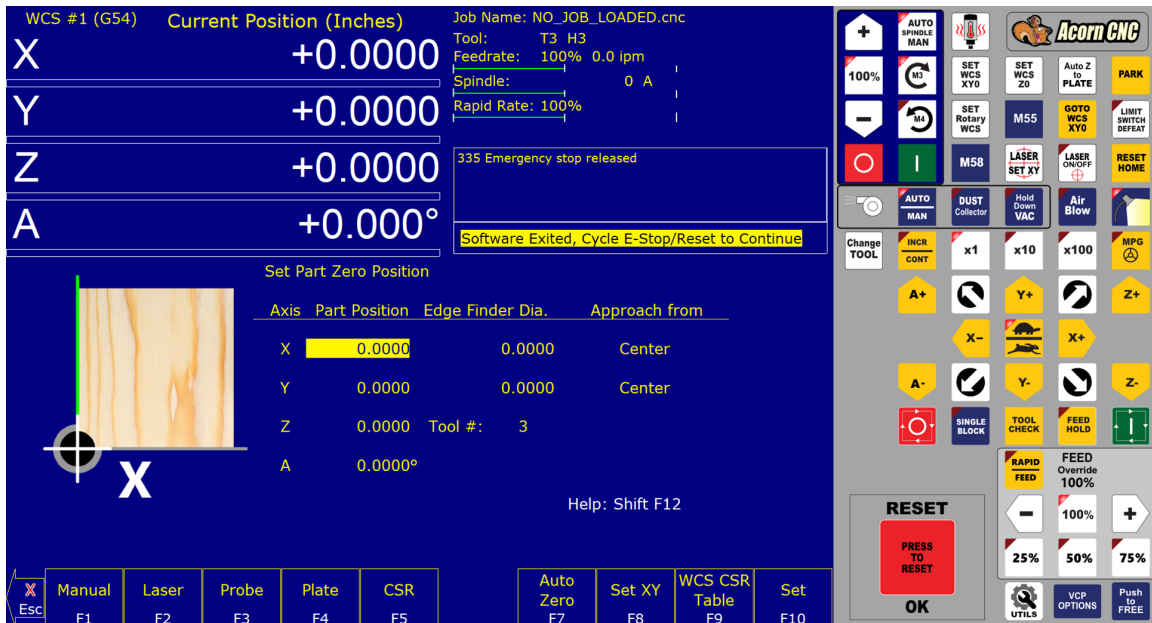 WCS #1 (G54) Current Position (Inches)
X +0.0000
Y +0.0000
Z +0.0000
A +0.000°
Job Name: NO_JOB_LOADED.cnc
Tool: T3 H3
Feedrate: 100% 0.0 ipm
Spindle: 0 A
Rapid Rate: 100%
335 Emergency stop released
Software Exited, Cycle E-Stop/Reset to Continue
Set Part Zero Position
Axis Part Position Edge Finder Dia. Approach from
X 0.0000 0.0000 Center
Y 0.0000 0.0000 Center
Z 0.0000 Tool #: 3
A 0.0000°
X
Help: Shift F12
X
Esc
Manual
F1
Laser
F2
Probe
F3
Plate
F4
CSR
F5
Auto
Zero
F7
Set XY
F8
WCS CSR
Table
F9
Set
F10
+
AUTO
SPINDLE
MAN
Acorn CNC
100%
M3
SET
WCS
XY0
SET
WCS
Z0
Auto Z
to
PLATE
PARK
−
M4
SET
Rotary
WCS
M55
GOTO
WCS
XY0
LIMIT
SWITCH
DEFEAT
M58
LASER
SET XY
LASER
ON/OFF
RESET
HOME
AUTO
MAN
DUST
Collector
Hold
Down
VAC
Air
Blow
Change
TOOL
INCR
CONT
x1
x10
x100
MPG
A+
Y+
Z+
X-
X+
A-
Y-
Z-
SINGLE
BLOCK
TOOL
CHECK
FEED
HOLD
RAPID
FEED
FEED
Override
100%
−
100%
+
25%
50%
75%
RESET
PRESS
TO
RESET
OK
UTILS
VCP
OPTIONS
Push
to
FREE